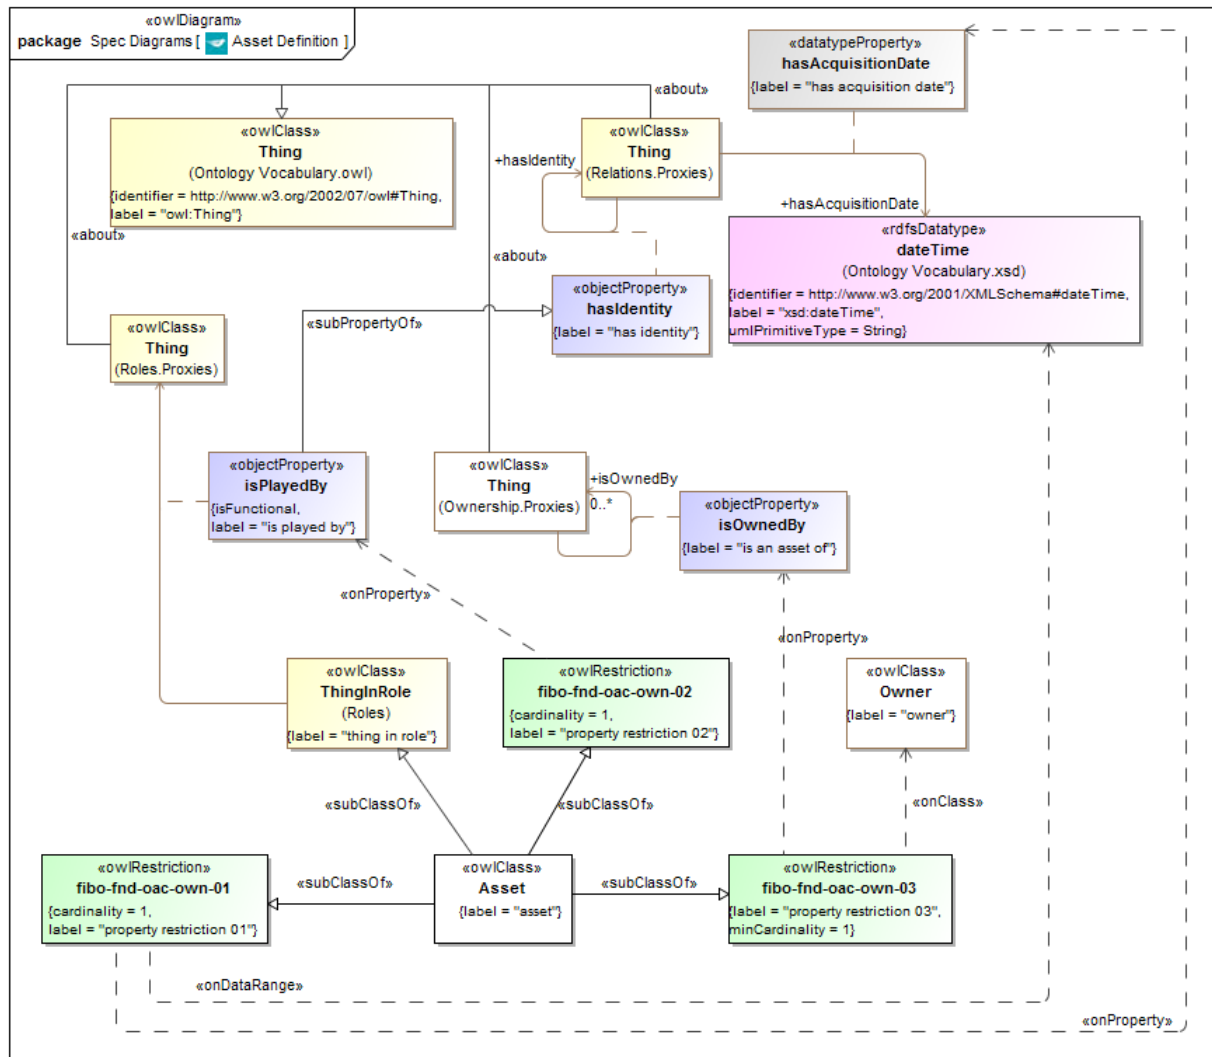 «owlDiagram»
package Spec Diagrams [ Asset Definition ]
«datatypeProperty»
hasAcquisitionDate
{label = "has acquisition date"}
«about»
«owlClass»
Thing
(Ontology Vocabulary.owl)
{identifier = http://www.w3.org/2002/07/owl#Thing,
label = "owl:Thing"}
«owlClass»
Thing
(Relations.Proxies)
+hasIdentity
+hasAcquisitionDate
«rdfsDatatype»
dateTime
(Ontology Vocabulary.xsd)
{identifier = http://www.w3.org/2001/XMLSchema#dateTime,
label = "xsd:dateTime",
umlPrimitiveType = String}
«about»
«about»
«objectProperty»
hasIdentity
{label = "has identity"}
«subPropertyOf»
«owlClass»
Thing
(Roles.Proxies)
«objectProperty»
isPlayedBy
{isFunctional,
label = "is played by"}
«owlClass»
Thing
(Ownership.Proxies)
+isOwnedBy
0..*
«objectProperty»
isOwnedBy
{label = "is an asset of"}
«onProperty»
«onProperty»
«owlClass»
ThingInRole
(Roles)
{label = "thing in role"}
«owlRestriction»
fibo-fnd-oac-own-02
{cardinality = 1,
label = "property restriction 02"}
«owlClass»
Owner
{label = "owner"}
«subClassOf»
«subClassOf»
«onClass»
«owlRestriction»
fibo-fnd-oac-own-01
{cardinality = 1,
label = "property restriction 01"}
«subClassOf»
«owlClass»
Asset
{label = "asset"}
«subClassOf»
«owlRestriction»
fibo-fnd-oac-own-03
{label = "property restriction 03",
minCardinality = 1}
«onDataRange»
«onProperty»